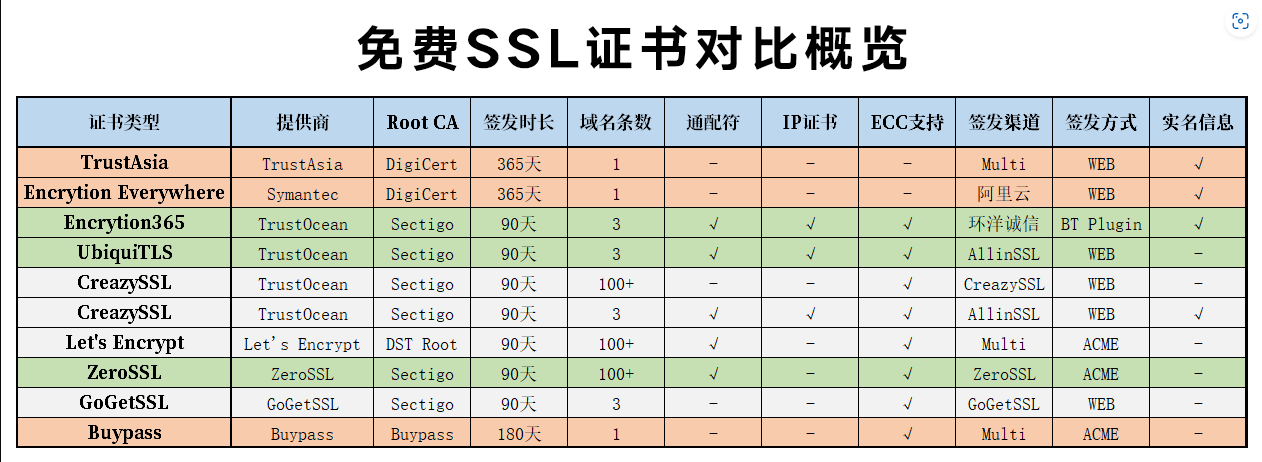 免费SSL证书对比概览
证书类型 提供商 Root CA 签发时长 域名条数 通配符 IP证书 ECC支持 签发渠道 签发方式 实名信息
TrustAsia TrustAsia DigiCert 365天 1 － － － Multi WEB √
Encrytion Everywhere Symantec DigiCert 365天 1 － － － 阿里云 WEB √
Encrytion365 TrustOcean Sectigo 90天 3 √ √ √ 环洋诚信 BT Plugin √
UbiquiTLS TrustOcean Sectigo 90天 3 √ √ √ AllinSSL WEB －
CreazySSL TrustOcean Sectigo 90天 100+ － － √ CreazySSL WEB －
CreazySSL TrustOcean Sectigo 90天 3 √ √ √ AllinSSL WEB √
Let's Encrypt Let's Encrypt DST Root 90天 100+ √ － √ Multi ACME －
ZeroSSL ZeroSSL Sectigo 90天 100+ √ － √ ZeroSSL ACME －
GoGetSSL GoGetSSL Sectigo 90天 3 － － √ GoGetSSL WEB －
Buypass Buypass Buypass 180天 1 － － √ Multi ACME －